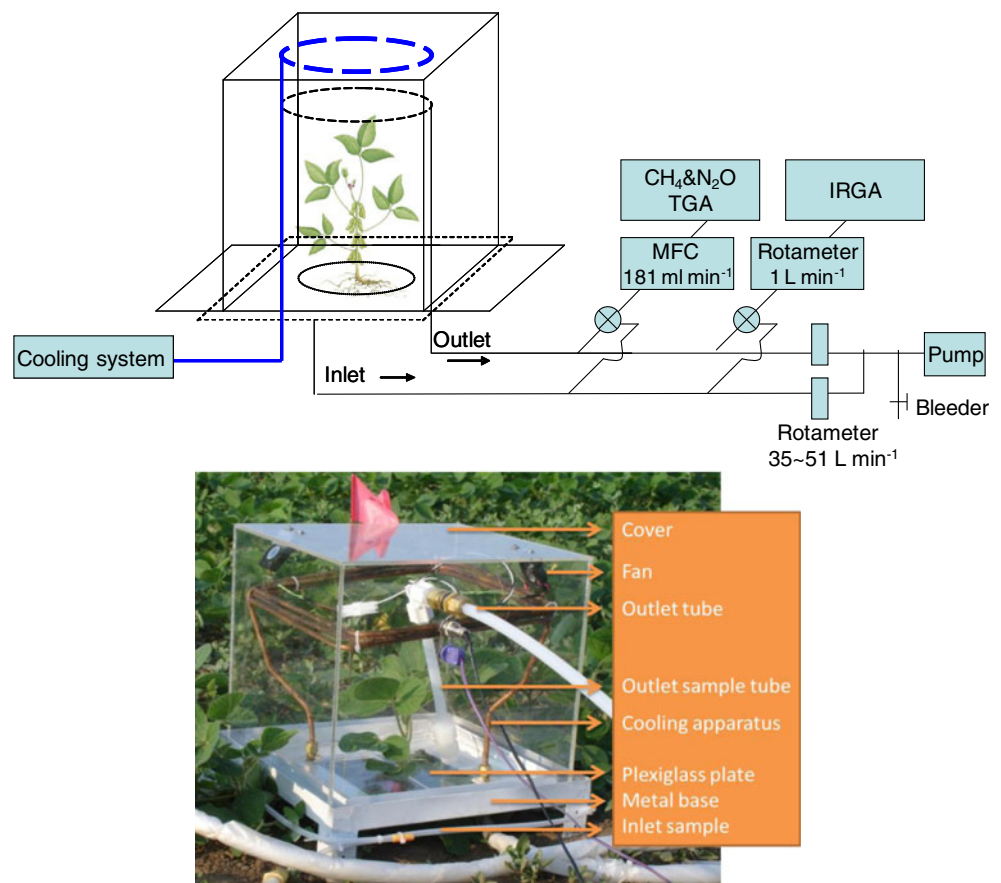 CH₄&N₂O
TGA
IRGA
MFC
181 ml min⁻¹
Rotameter
1 L min⁻¹
Outlet
Cooling system
Inlet
Pump
Bleeder
Rotameter
35~51 L min⁻¹
Cover
Fan
Outlet tube
Outlet sample tube
Cooling apparatus
Plexiglass plate
Metal base
Inlet sample